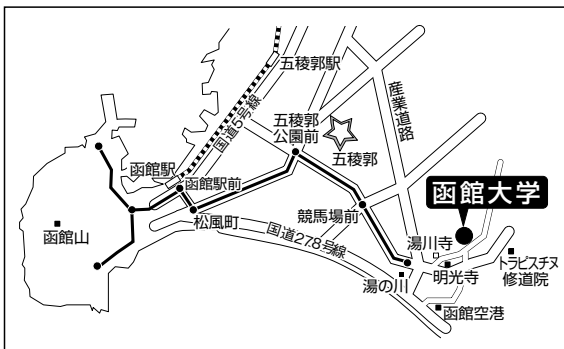 五稜郭駅
国道5号線
五稜郭
公園前
五稜郭
産業道路
函館駅
函館駅前
松風町
函館山
競馬場前
函館大学
国道278号線
湯川寺
湯の川
明光寺
トラピスチヌ
修道院
函館空港